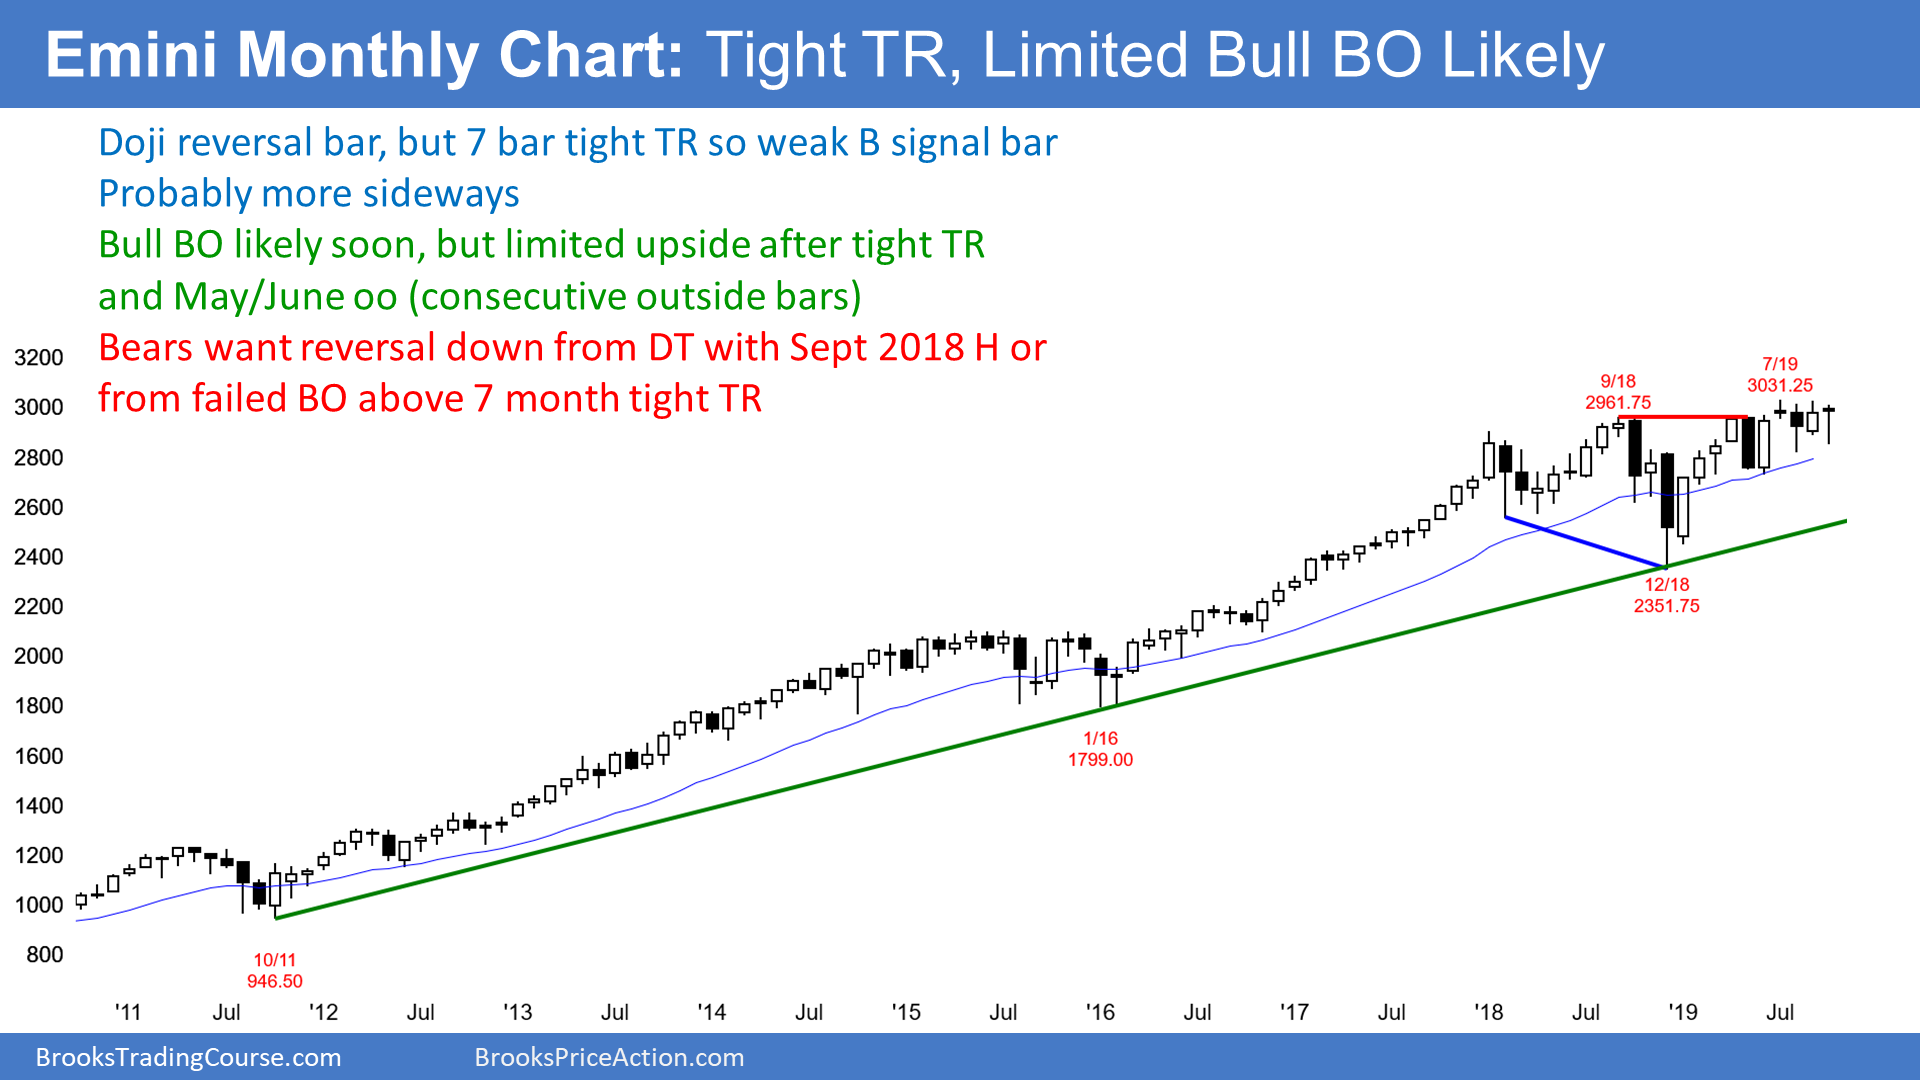 Emini Monthly Chart: Tight TR, Limited Bull BO Likely
Doji reversal bar, but 7 bar tight TR so weak B signal bar
Probably more sideways
Bull BO likely soon, but limited upside after tight TR
and May/June oo (consecutive outside bars)
Bears want reversal down from DT with Sept 2018 H or
from failed BO above 7 month tight TR
3200
3000
2800
2600
2400
2200
2000
1800
1600
1400
1200
1000
800
9/18
2961.75
7/19
3031.25
12/18
2351.75
1/16
1799.00
10/11
946.50
'11 Jul '12 Jul '13 Jul '14 Jul '15 Jul '16 Jul '17 Jul '18 Jul '19 Jul
BrooksTradingCourse.com BrooksPriceAction.com